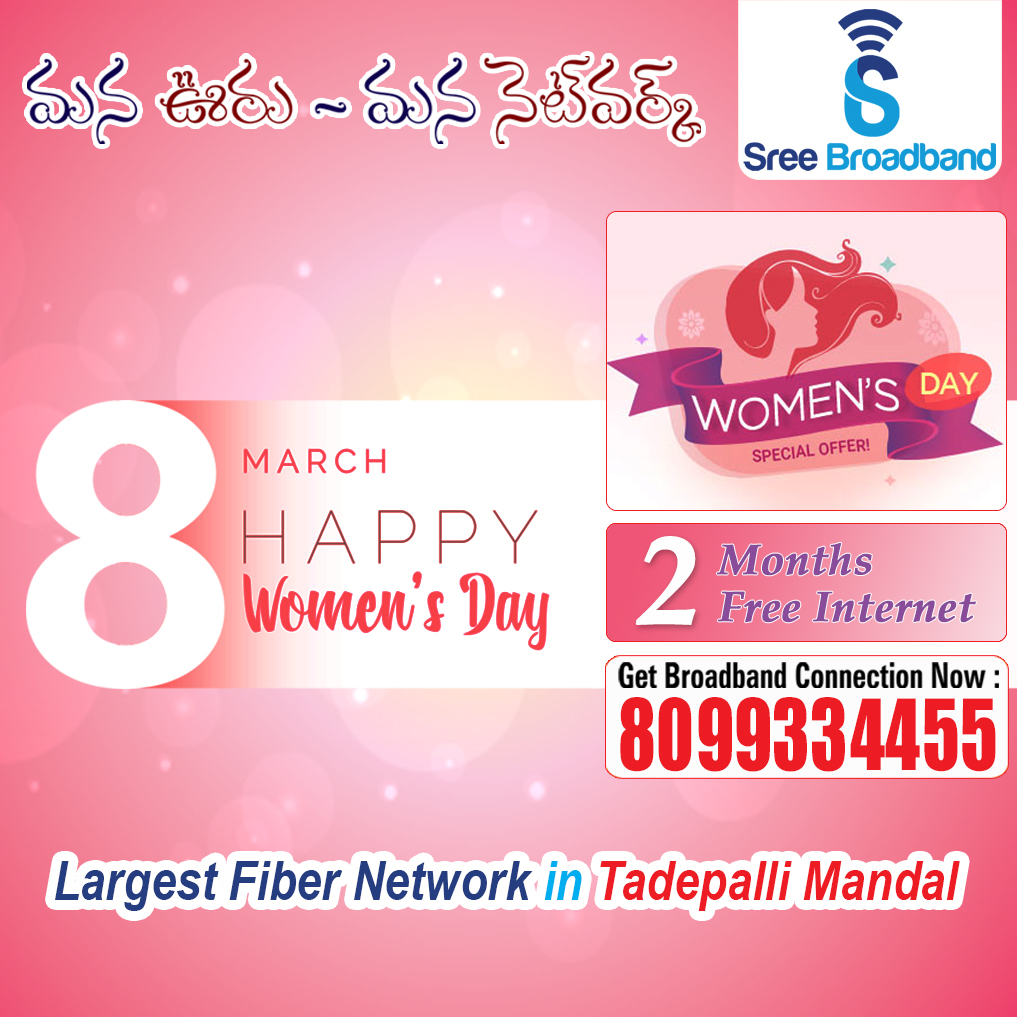 మన ఊరు ~ మన నెట్‌వర్క్
S
Sree Broadband
WOMEN'S DAY
SPECIAL OFFER!
8 MARCH
HAPPY
Women's Day
2 Months
Free Internet
Get Broadband Connection Now :
8099334455
Largest Fiber Network in Tadepalli Mandal